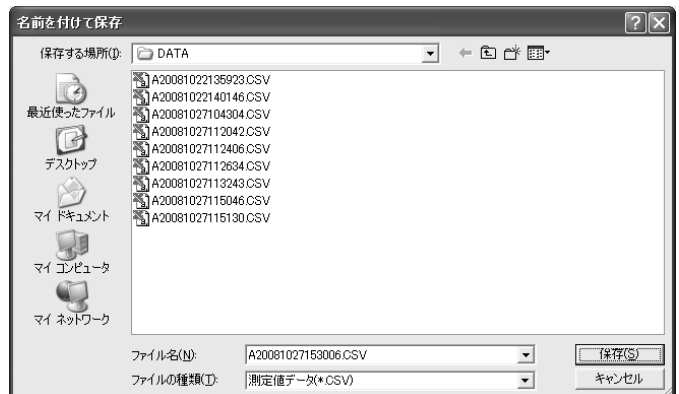 名前を付けて保存
保存する場所(I):
DATA
最近使ったファイル
デスクトップ
マイ ドキュメント
マイ コンピュータ
マイ ネットワーク
A20081022135923.CSV
A20081022140146.CSV
A20081027104304.CSV
A20081027112042.CSV
A20081027112406.CSV
A20081027112634.CSV
A20081027113243.CSV
A20081027115046.CSV
A20081027115130.CSV
ファイル名(N):
A20081027153006.CSV
保存(S)
ファイルの種類(T):
測定値データ(*.CSV)
キャンセル